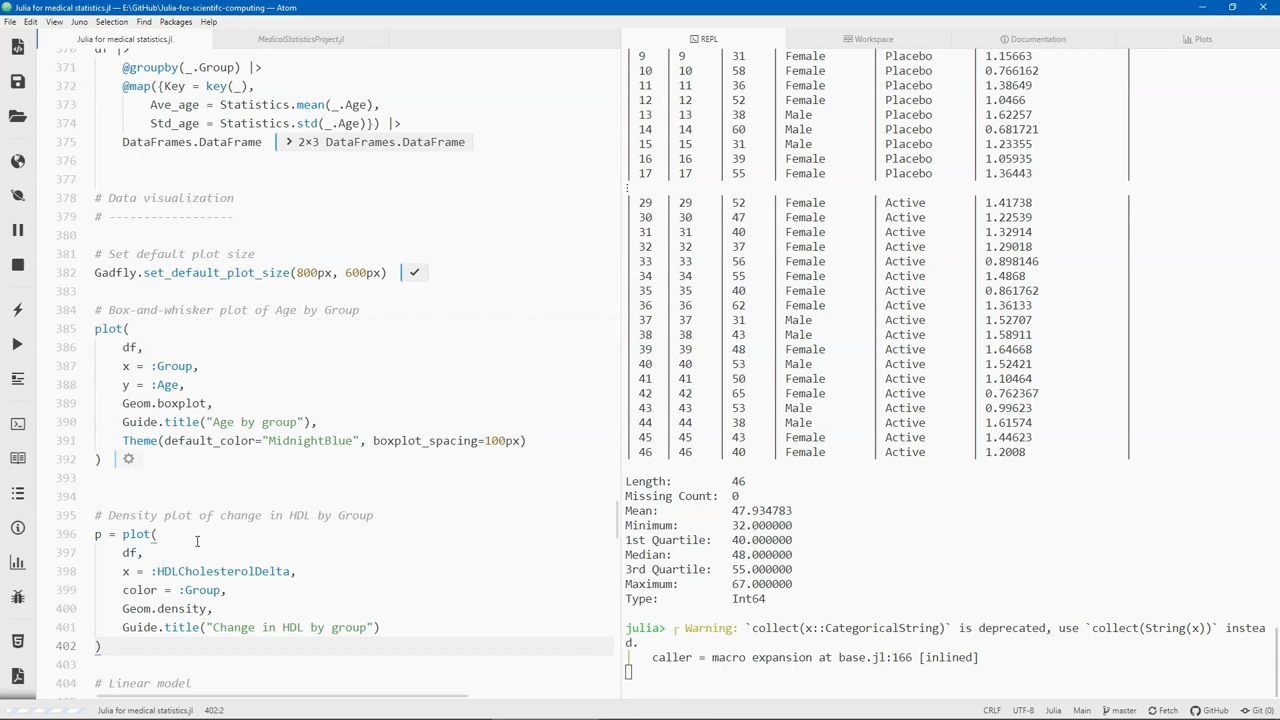 Julia for medical statistics.jl — E:\GitHub\Julia-for-scientifc-computing — Atom
File Edit View Juno Selection Find Packages Help
Julia for medical statistics.jl MedicalStatisticsProject.jl REPL Workspace Documentation Plots
370 df |>
371 @groupby(_.Group) |>
372 @map({Key = key(_),
373 Ave_age = Statistics.mean(_.Age),
374 Std_age = Statistics.std(_.Age)}) |>
375 DataFrames.DataFrame > 2×3 DataFrames.DataFrame
376
377
378 # Data visualization
379 # ------------------
380
381 # Set default plot size
382 Gadfly.set_default_plot_size(800px, 600px) ✓
383
384 # Box-and-whisker plot of Age by Group
385 plot(
386 df,
387 x = :Group,
388 y = :Age,
389 Geom.boxplot,
390 Guide.title("Age by group"),
391 Theme(default_color="MidnightBlue", boxplot_spacing=100px)
392 )
393
394
395 # Density plot of change in HDL by Group
396 p = plot(
397 df,
398 x = :HDLCholesterolDelta,
399 color = :Group,
400 Geom.density,
401 Guide.title("Change in HDL by group")
402 )
403
404 # Linear model
9 │ 9 │ 31 │ Female │ Placebo │ 1.15663 │
10 │ 10 │ 58 │ Female │ Placebo │ 0.766162 │
11 │ 11 │ 36 │ Female │ Placebo │ 1.38649 │
12 │ 12 │ 52 │ Female │ Placebo │ 1.0466 │
13 │ 13 │ 38 │ Male │ Placebo │ 1.62257 │
14 │ 14 │ 60 │ Male │ Placebo │ 0.681721 │
15 │ 15 │ 31 │ Male │ Placebo │ 1.23355 │
16 │ 16 │ 39 │ Female │ Placebo │ 1.05935 │
17 │ 17 │ 55 │ Female │ Placebo │ 1.36443 │
⋮
29 │ 29 │ 52 │ Female │ Active │ 1.41738 │
30 │ 30 │ 47 │ Female │ Active │ 1.22539 │
31 │ 31 │ 40 │ Female │ Active │ 1.32914 │
32 │ 32 │ 37 │ Female │ Active │ 1.29018 │
33 │ 33 │ 56 │ Female │ Active │ 0.898146 │
34 │ 34 │ 55 │ Female │ Active │ 1.4868 │
35 │ 35 │ 40 │ Female │ Active │ 0.861762 │
36 │ 36 │ 62 │ Female │ Active │ 1.36133 │
37 │ 37 │ 31 │ Male │ Active │ 1.52707 │
38 │ 38 │ 43 │ Male │ Active │ 1.58911 │
39 │ 39 │ 48 │ Female │ Active │ 1.64668 │
40 │ 40 │ 53 │ Male │ Active │ 1.52421 │
41 │ 41 │ 50 │ Female │ Active │ 1.10464 │
42 │ 42 │ 65 │ Female │ Active │ 0.762367 │
43 │ 43 │ 53 │ Male │ Active │ 0.99623 │
44 │ 44 │ 38 │ Male │ Active │ 1.61574 │
45 │ 45 │ 43 │ Female │ Active │ 1.44623 │
46 │ 46 │ 40 │ Female │ Active │ 1.2008 │
Length: 46
Missing Count: 0
Mean: 47.934783
Minimum: 32.000000
1st Quartile: 40.000000
Median: 48.000000
3rd Quartile: 55.000000
Maximum: 67.000000
Type: Int64
julia> ┌ Warning: `collect(x::CategoricalString)` is deprecated, use `collect(String(x))` instea
d.
│ caller = macro expansion at base.jl:166 [inlined]
Julia for medical statistics.jl 402:2 CRLF UTF-8 Julia Main master Fetch GitHub Git (0)